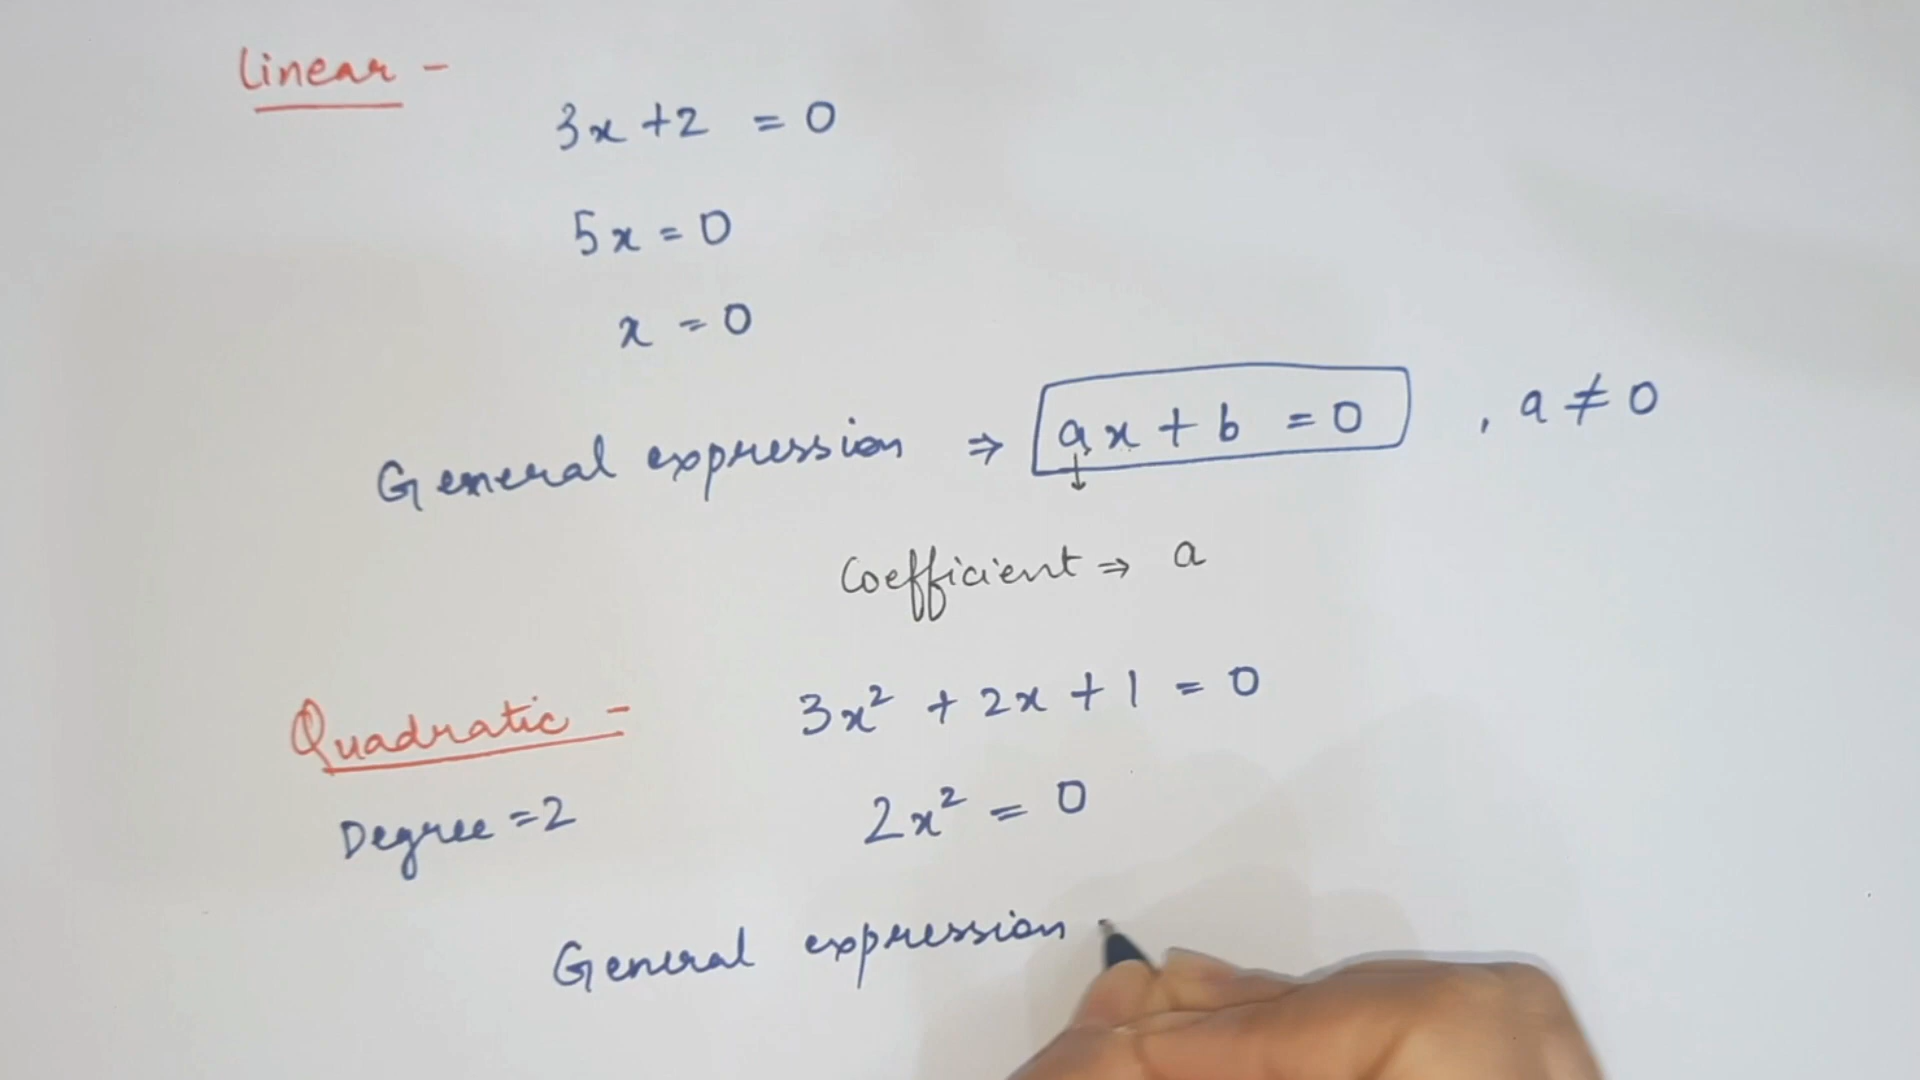 Linear -
3x + 2 = 0
5x = 0
x = 0
General expression ⇒ ax + b = 0 , a ≠ 0
↓
Coefficient ⇒ a
Quadratic - 3x² + 2x + 1 = 0
Degree = 2 2x² = 0
General expression